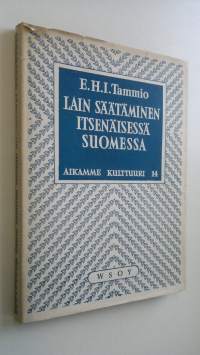 E.H.I.Tammio
LAIN SÄÄTÄMINEN
ITSENÄISESSÄ
SUOMESSA
AIKAMME KULTTUURI 14
WSOY